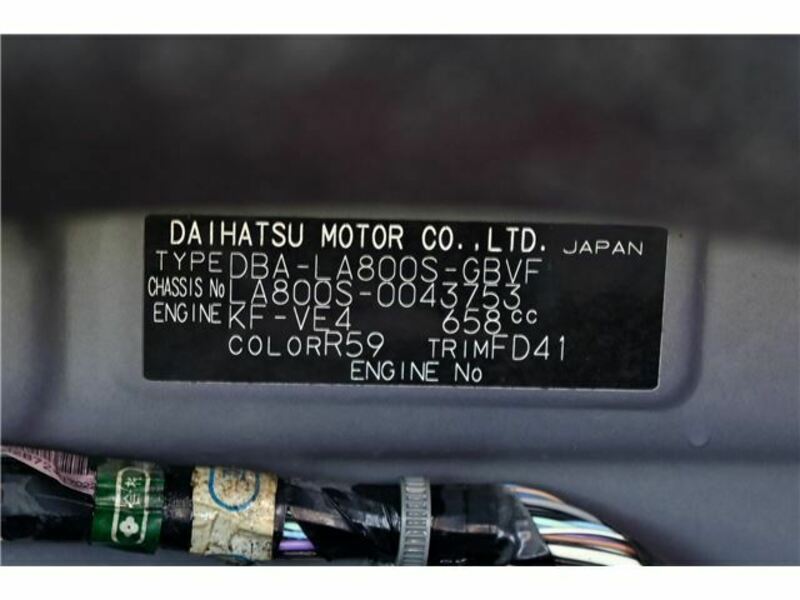 DAIHATSU MOTOR CO.,LTD. JAPAN
TYPE DBA-LA800S-GBVF
CHASSIS No LA800S-0043753
ENGINE KF-VE4 658cc
COLOR R59 TRIM FD41
ENGINE No